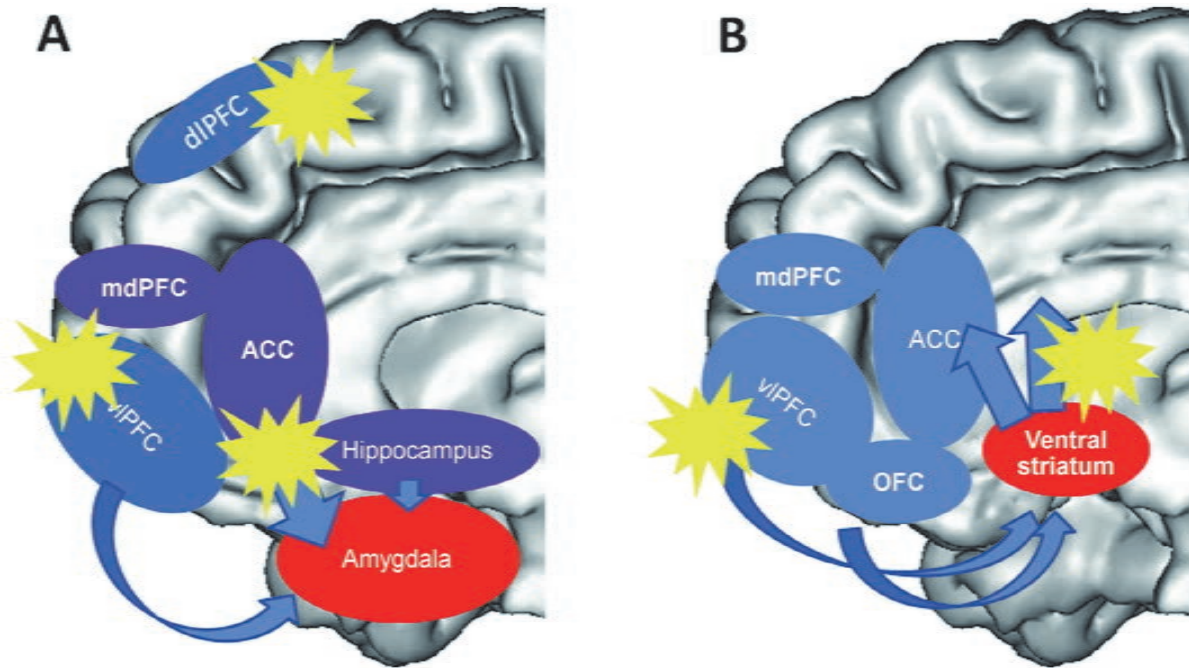 A
dlPFC
mdPFC
ACC
vlPFC
Hippocampus
Amygdala
B
mdPFC
ACC
vlPFC
Ventral
striatum
OFC